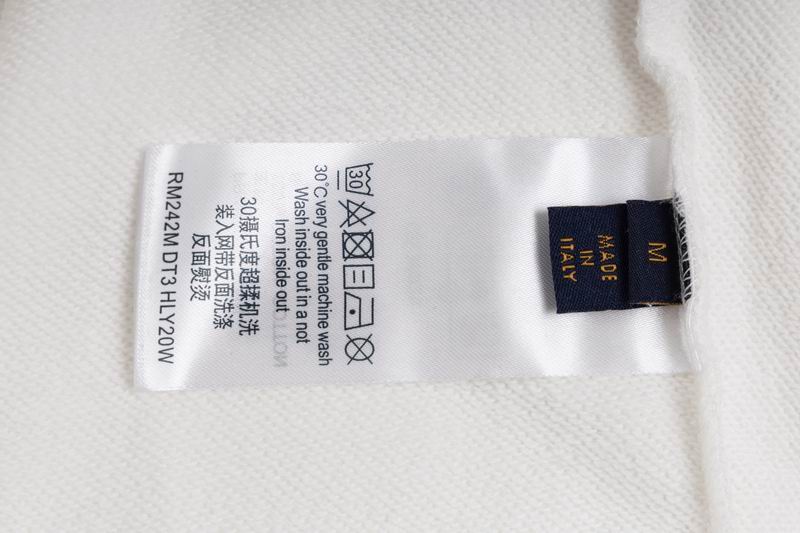 M
MADE
IN
ITALY
30
30°C very gentle machine wash
Wash inside out in a not
Iron inside out
30摄氏度超揉机洗
装入网带反面洗涤
反面熨烫
RM242M DT3 HLY20W